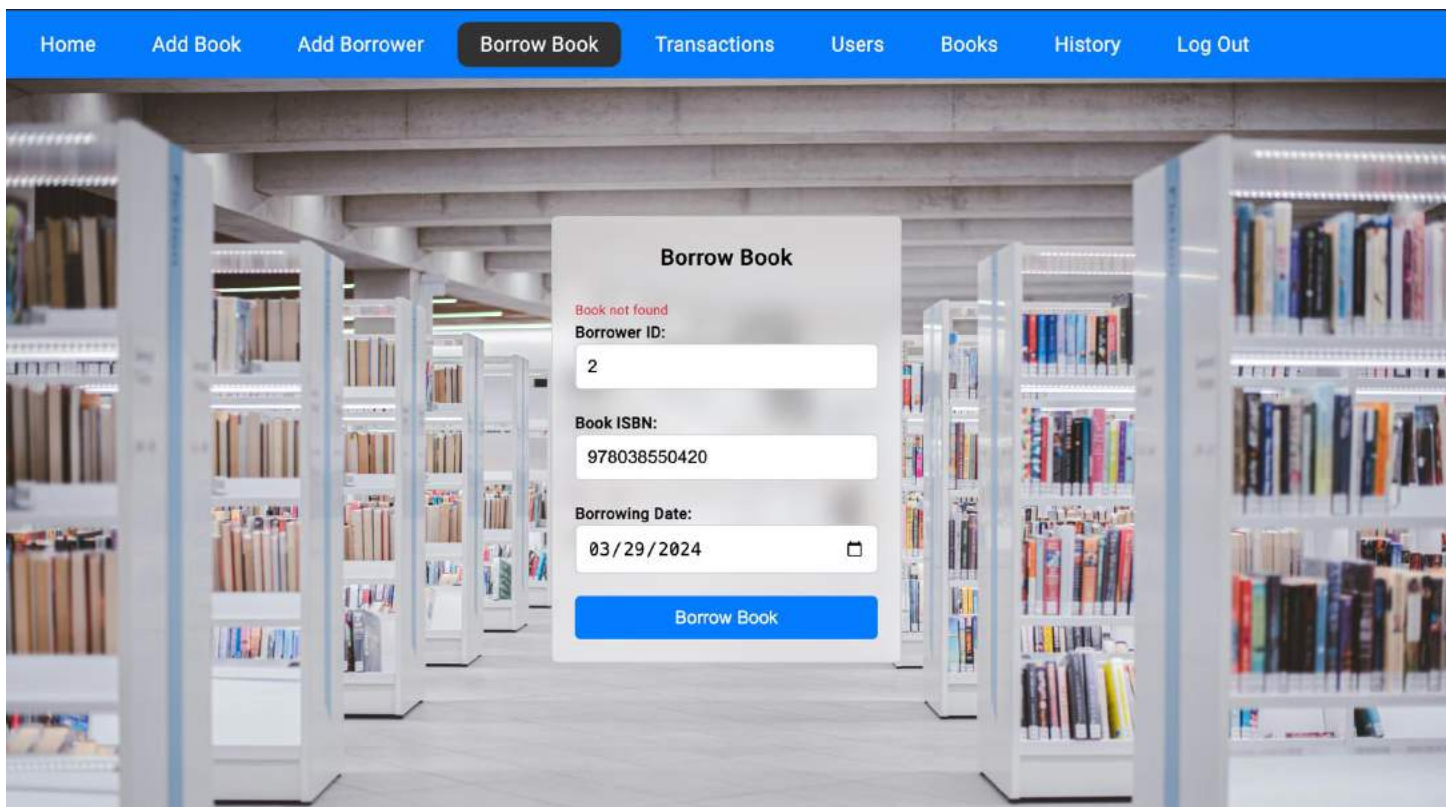 Home Add Book Add Borrower Borrow Book Transactions Users Books History Log Out
Borrow Book
Book not found
Borrower ID:
2
Book ISBN:
978038550420
Borrowing Date:
03/29/2024
Borrow Book